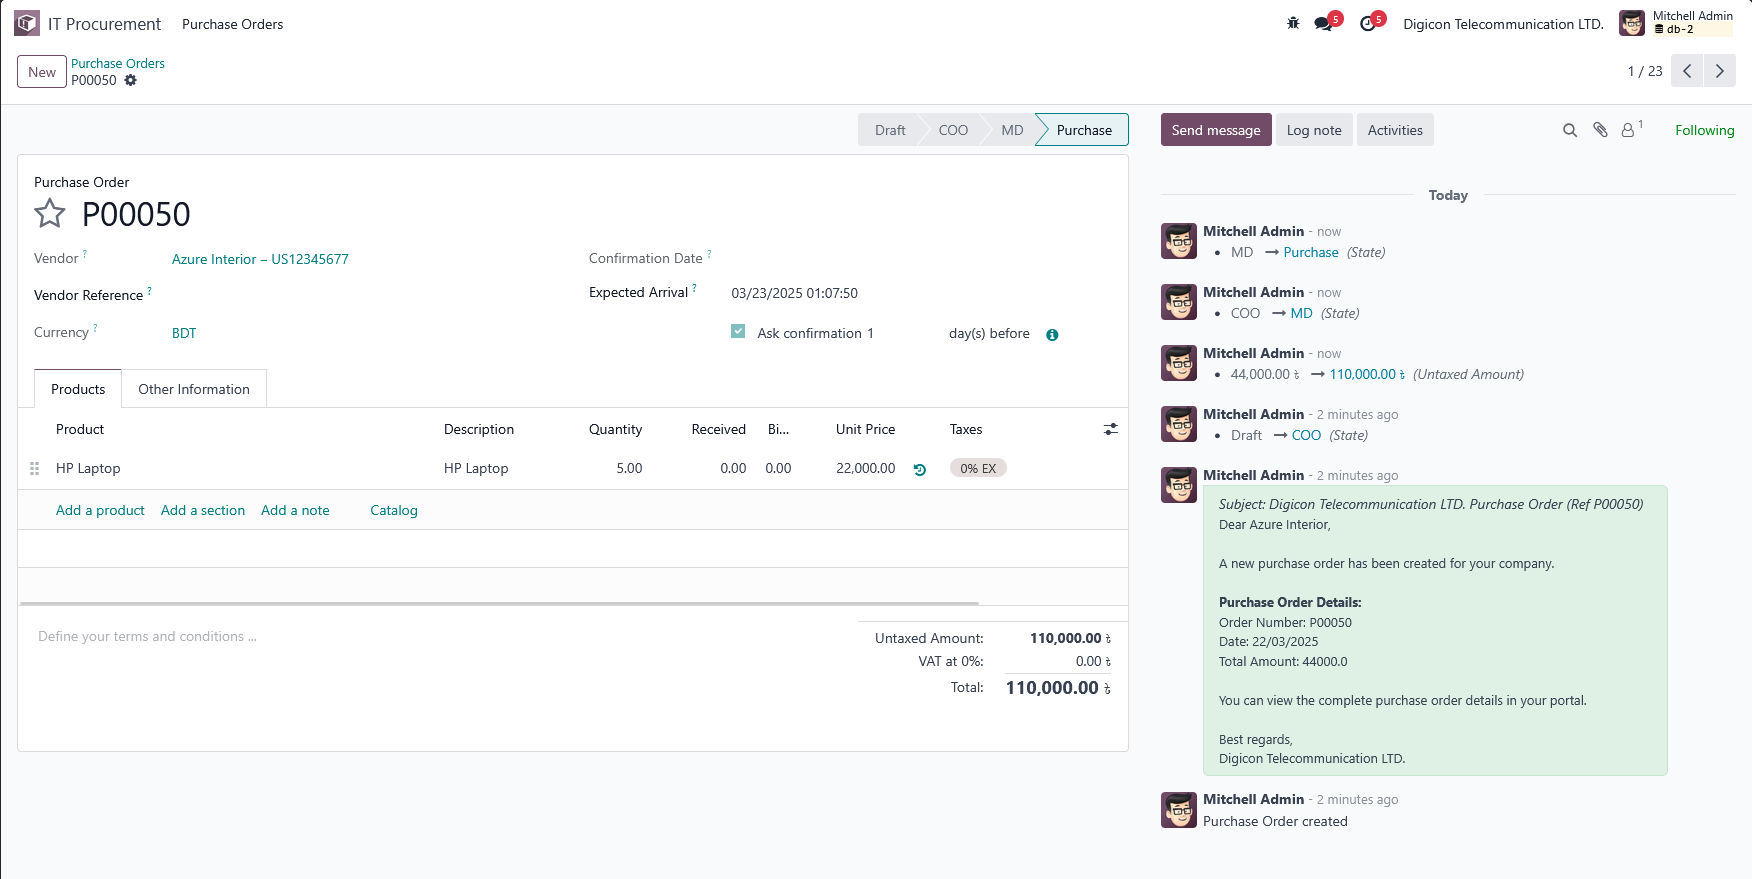 IT Procurement Purchase Orders 5 5 Digicon Telecommunication LTD. Mitchell Admin
db-2
New Purchase Orders
P00050 1 / 23
Draft COO MD Purchase
Send message Log note Activities 1 Following
Purchase Order
P00050
Vendor ? Azure Interior – US12345677
Vendor Reference ?
Currency ? BDT
Confirmation Date ?
Expected Arrival ? 03/23/2025 01:07:50
Ask confirmation 1 day(s) before
Products Other Information
Product Description Quantity Received Bi... Unit Price Taxes
HP Laptop HP Laptop 5.00 0.00 0.00 22,000.00 0% EX
Add a product Add a section Add a note Catalog
Define your terms and conditions ...
Untaxed Amount: 110,000.00 ৳
VAT at 0%: 0.00 ৳
Total: 110,000.00 ৳
Today
Mitchell Admin - now
• MD → Purchase (State)
Mitchell Admin - now
• COO → MD (State)
Mitchell Admin - now
• 44,000.00 ৳ → 110,000.00 ৳ (Untaxed Amount)
Mitchell Admin - 2 minutes ago
• Draft → COO (State)
Mitchell Admin - 2 minutes ago
Subject: Digicon Telecommunication LTD. Purchase Order (Ref P00050)
Dear Azure Interior,
A new purchase order has been created for your company.
Purchase Order Details:
Order Number: P00050
Date: 22/03/2025
Total Amount: 44000.0
You can view the complete purchase order details in your portal.
Best regards,
Digicon Telecommunication LTD.
Mitchell Admin - 2 minutes ago
Purchase Order created